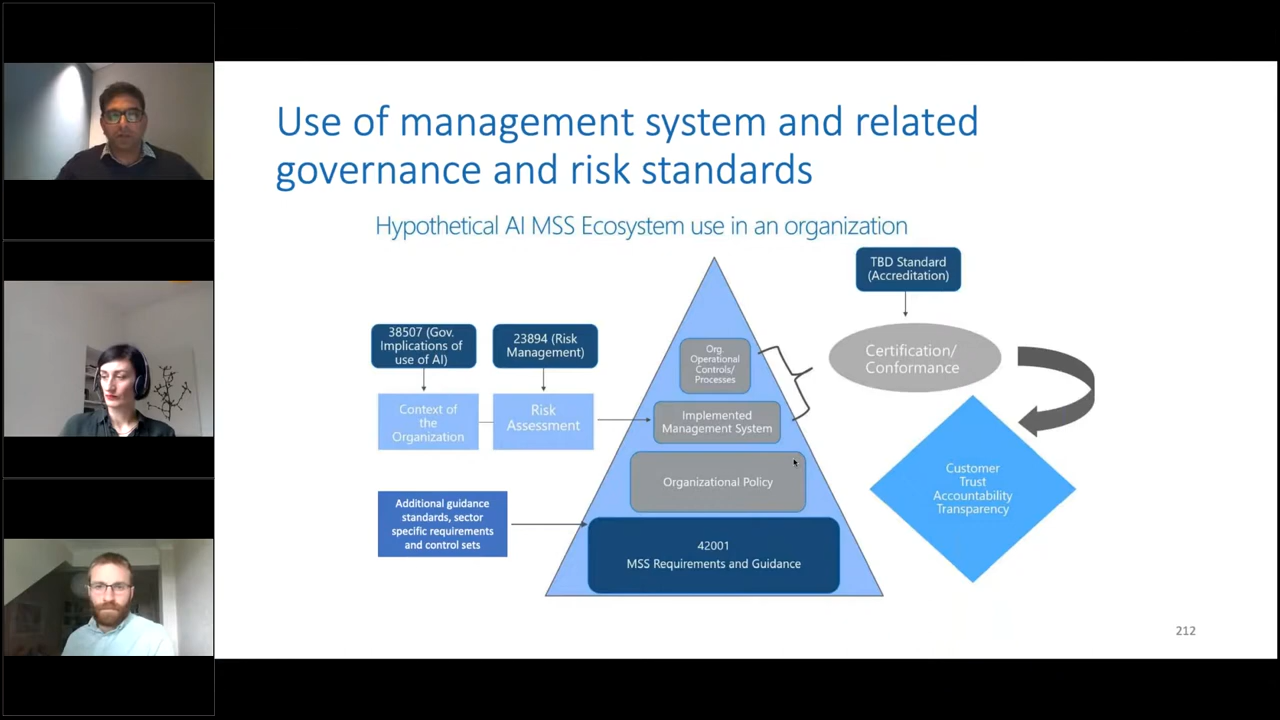 Use of management system and related
governance and risk standards
Hypothetical AI MSS Ecosystem use in an organization
TBD Standard
(Accreditation)
38507 (Gov.
Implications of
use of AI)
23894 (Risk
Management)
Org.
Operational
Controls/
Processes
Certification/
Conformance
Context of
the
Organization
Risk
Assessment
Implemented
Management System
Customer
Trust
Accountability
Transparency
Organizational Policy
Additional guidance
standards, sector
specific requirements
and control sets
42001
MSS Requirements and Guidance
212